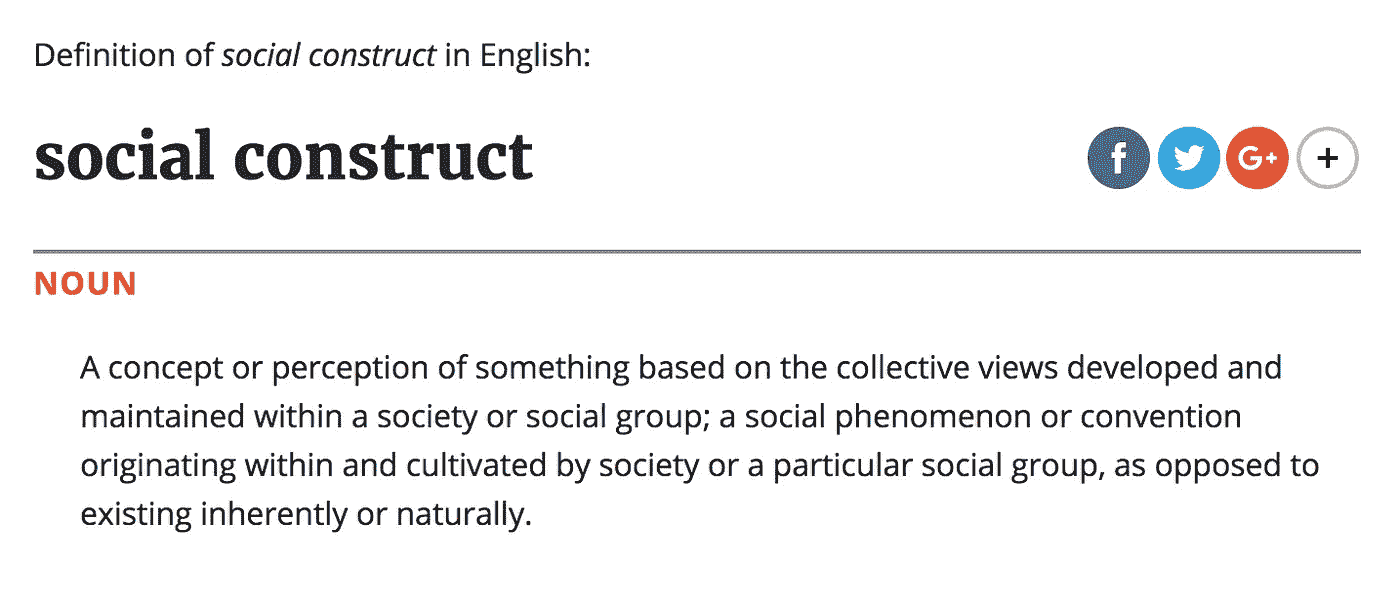 Definition of social construct in English:
social construct
f G+ +
NOUN
A concept or perception of something based on the collective views developed and
maintained within a society or social group; a social phenomenon or convention
originating within and cultivated by society or a particular social group, as opposed to
existing inherently or naturally.